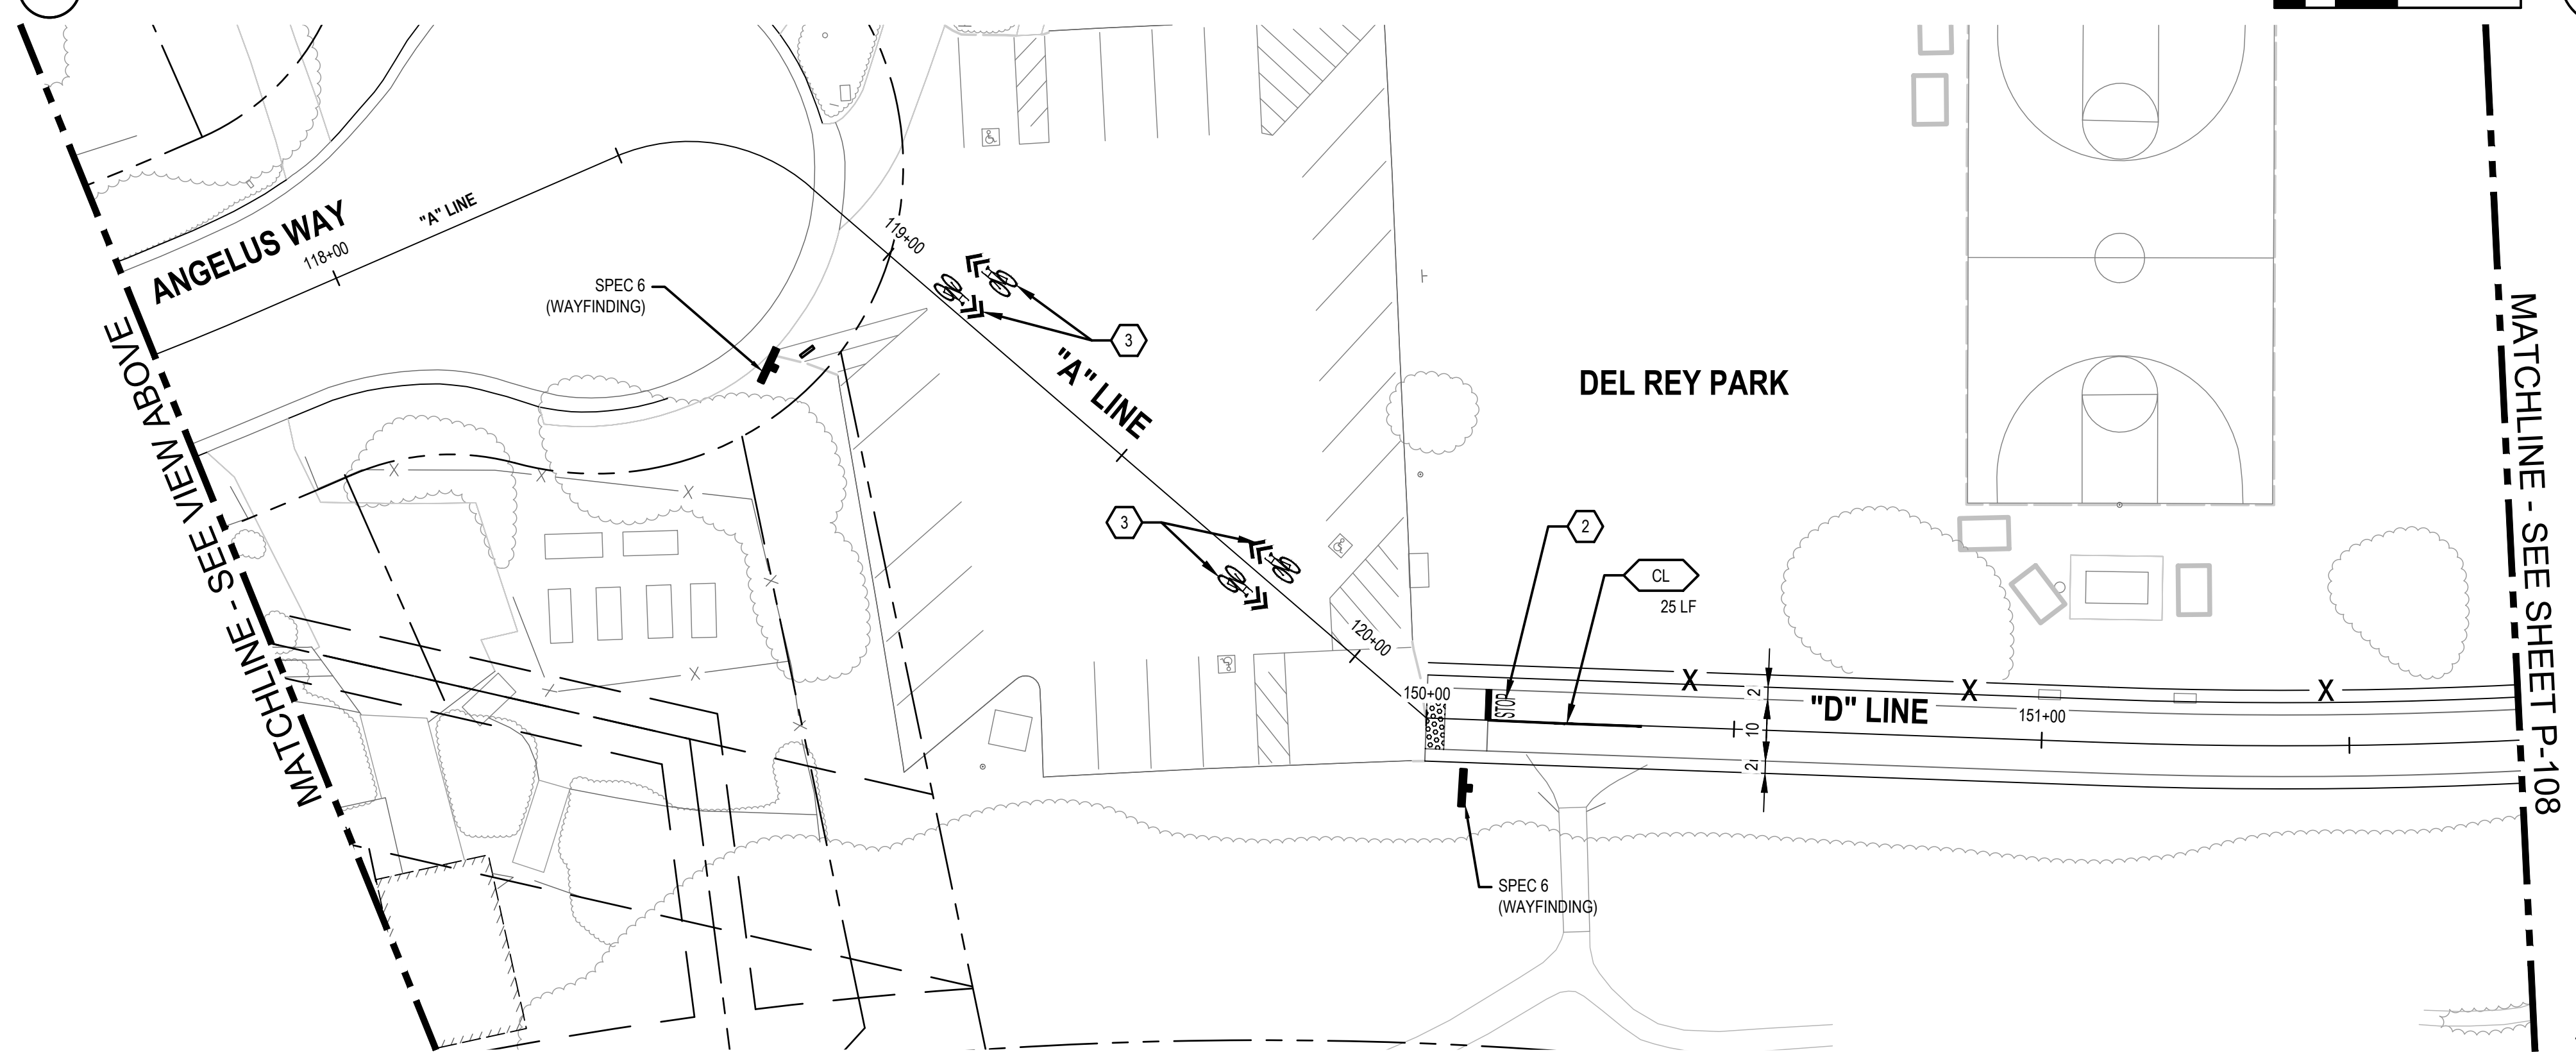 ANGELUS WAY
118+00
"A" LINE
119+00
SPEC 6
(WAYFINDING)
3
"A" LINE
DEL REY PARK
MATCHLINE - SEE VIEW ABOVE
MATCHLINE - SEE SHEET P-108
3
2
CL
25 LF
120+00
150+00
STOP
X
X
X
2
10
2
"D" LINE
151+00
SPEC 6
(WAYFINDING)
X
X
X
X
X
X